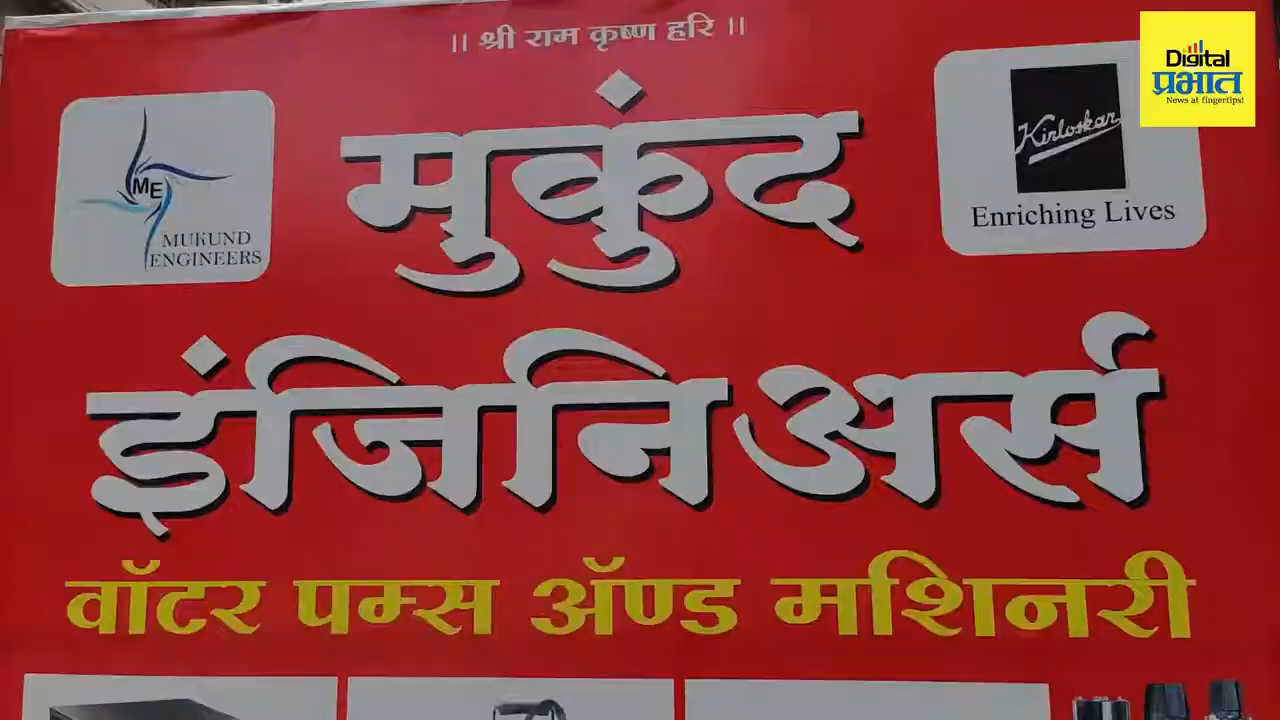 || श्री राम कृष्ण हरि ||
Digital
प्रभात
News at fingertips!
ME
MUKUND
ENGINEERS
मुकुंद
Kirloskar
Enriching Lives
इंजिनिअर्स
वॉटर पम्स ॲण्ड मशिनरी